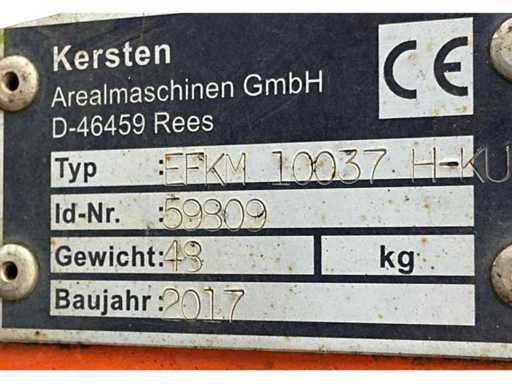 Kersten
CE
Arealmaschinen GmbH
D-46459 Rees
Typ :EFKM 10037 H-KU
Id-Nr. :59809
Gewicht:48 kg
Baujahr:2017